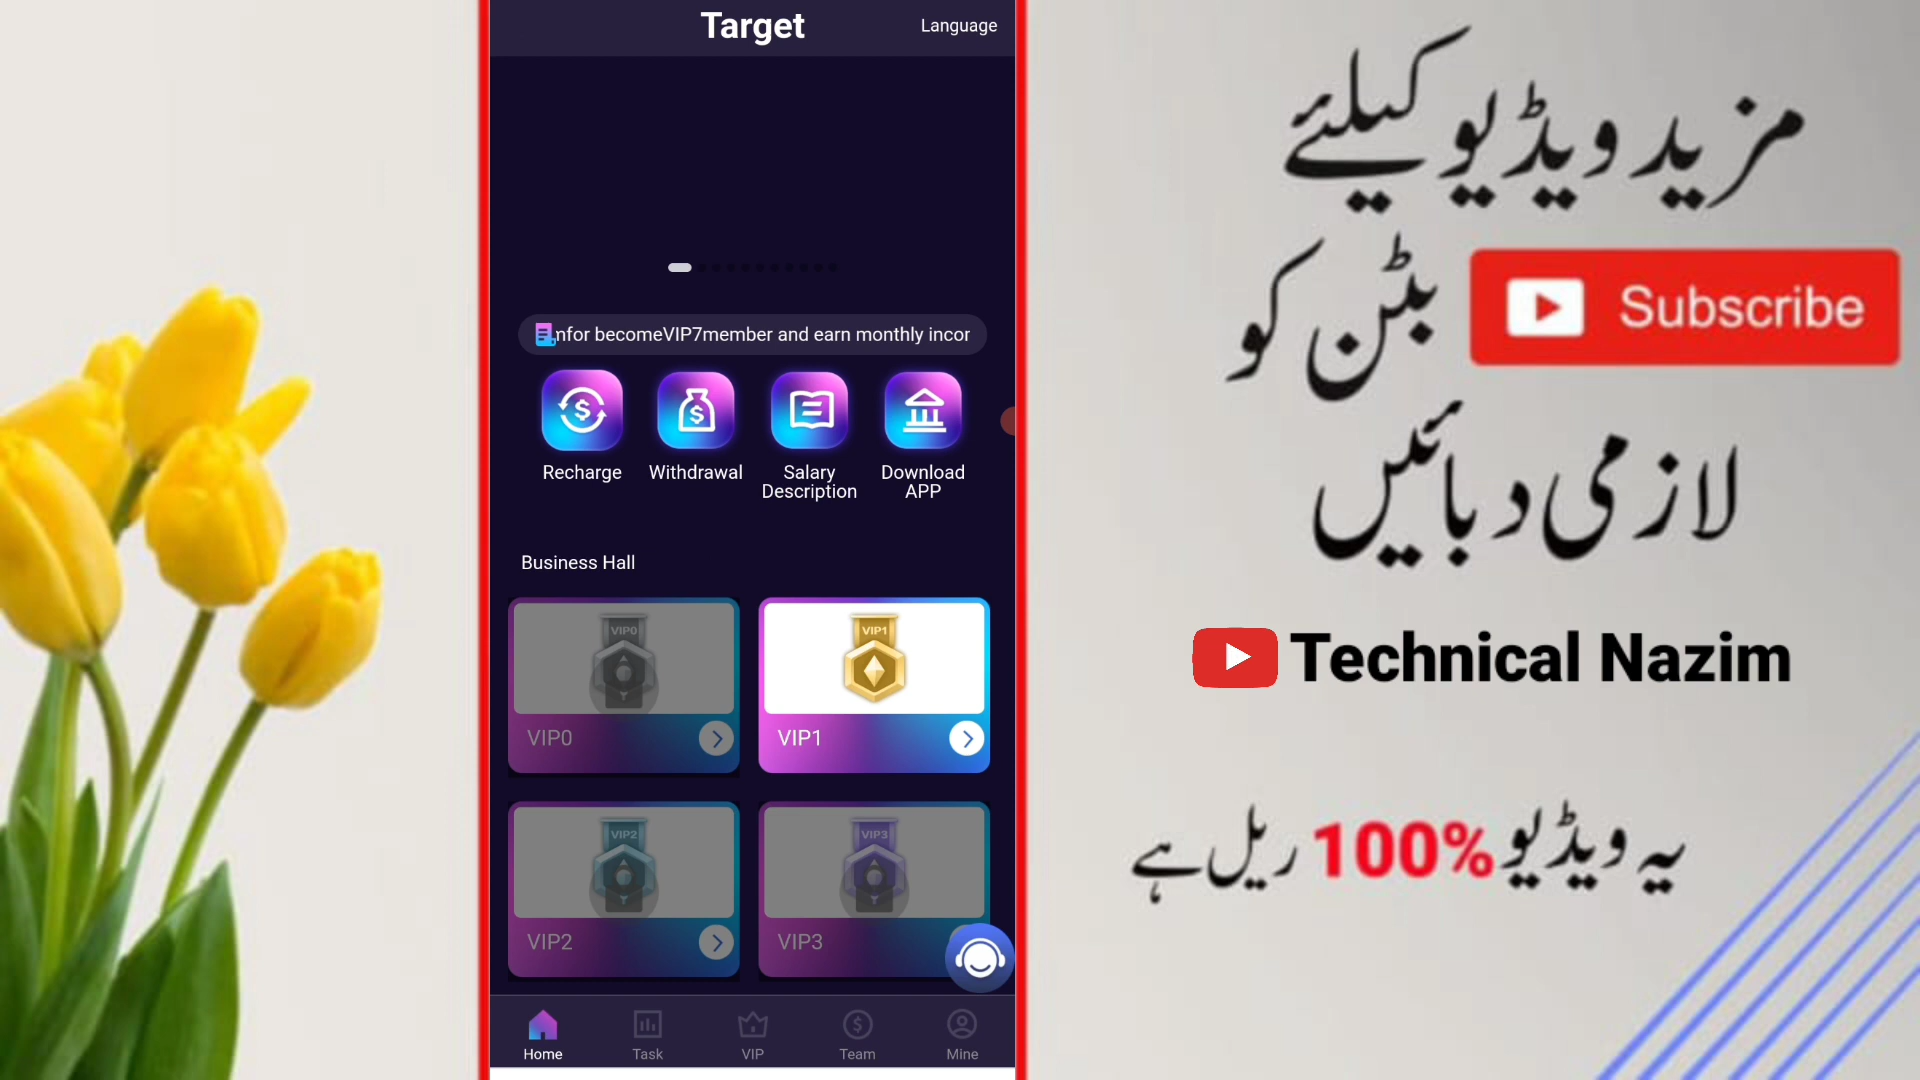 Target
Language
mfor becomeVIP7member and earn monthly incor
Recharge
Withdrawal
Salary Description
Download APP
Business Hall
VIP0
VIP0
VIP1
VIP1
VIP2
VIP2
VIP3
VIP3
Home
Task
VIP
Team
Mine
مزید ویڈیو کیلئے
Subscribe بٹن کو
لازمی دبائیں
Technical Nazim
یہ ویڈیو 100% ریل ہے